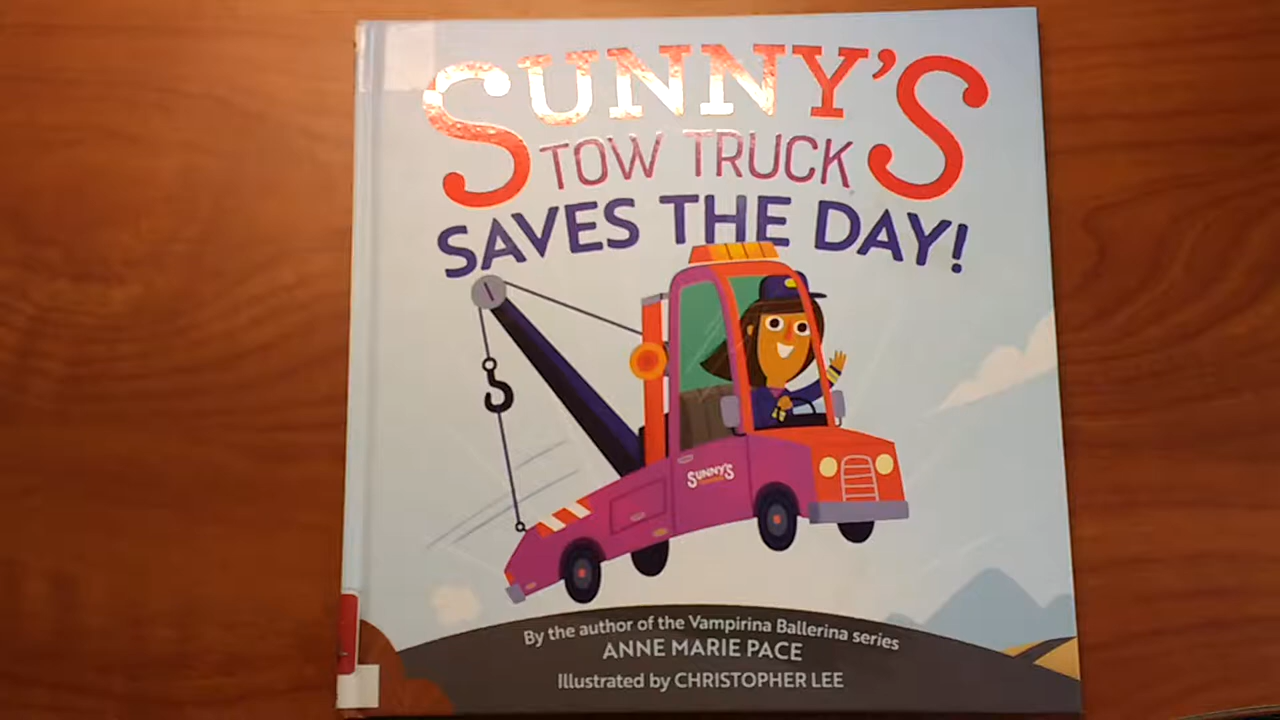 SUNNY'S
TOW TRUCK
SAVES THE DAY!
SUNNY'S
By the author of the Vampirina Ballerina series
ANNE MARIE PACE
Illustrated by CHRISTOPHER LEE